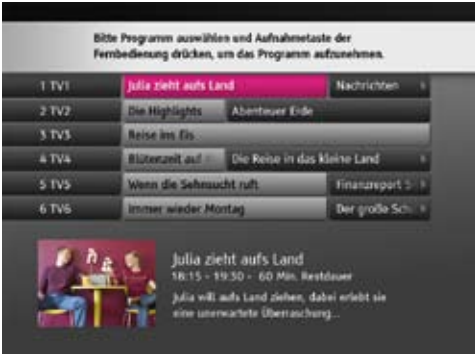 Bitte Programm auswählen und Aufnahmetaste der
Fernbedienung drücken, um das Programm aufzunehmen.
1 TV1 Julia zieht aufs Land Nachrichten
2 TV2 Die Highlights Abenteuer Erde
3 TV3 Reise ins Eis
4 TV4 Blütenzeit auf Die Reise in das kleine Land
5 TV5 Wenn die Sehnsucht ruft Finanzreport
6 TV6 Immer wieder Montag Der große Sch
Julia zieht aufs Land
18:15 - 19:30 - 60 Min. Restdauer
Julia will aufs Land ziehen, dabei erlebt sie
eine unerwartete Überraschung...